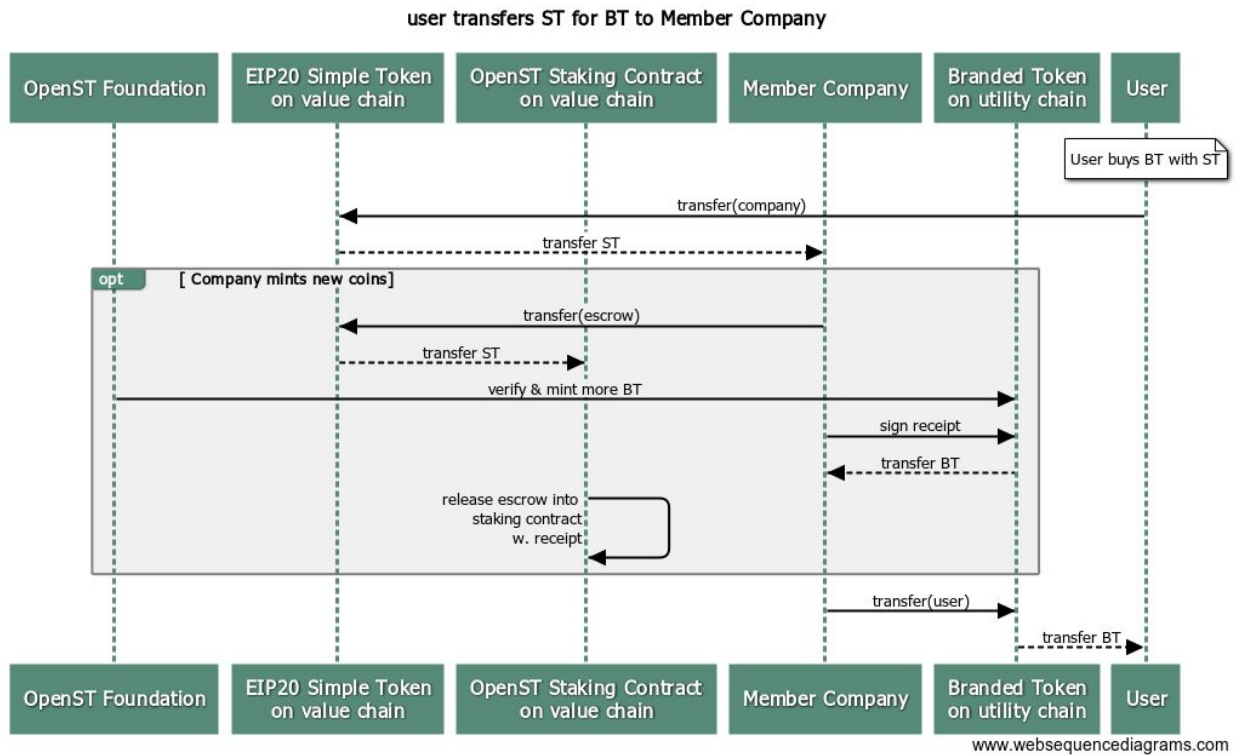 user transfers ST for BT to Member Company
OpenST Foundation
EIP20 Simple Token
on value chain
OpenST Staking Contract
on value chain
Member Company
Branded Token
on utility chain
User
User buys BT with ST
transfer(company)
transfer ST
opt
[ Company mints new coins]
transfer(escrow)
transfer ST
verify & mint more BT
sign receipt
transfer BT
release escrow into
staking contract
w. receipt
transfer(user)
transfer BT
OpenST Foundation
EIP20 Simple Token
on value chain
OpenST Staking Contract
on value chain
Member Company
Branded Token
on utility chain
User
www.websequencediagrams.com